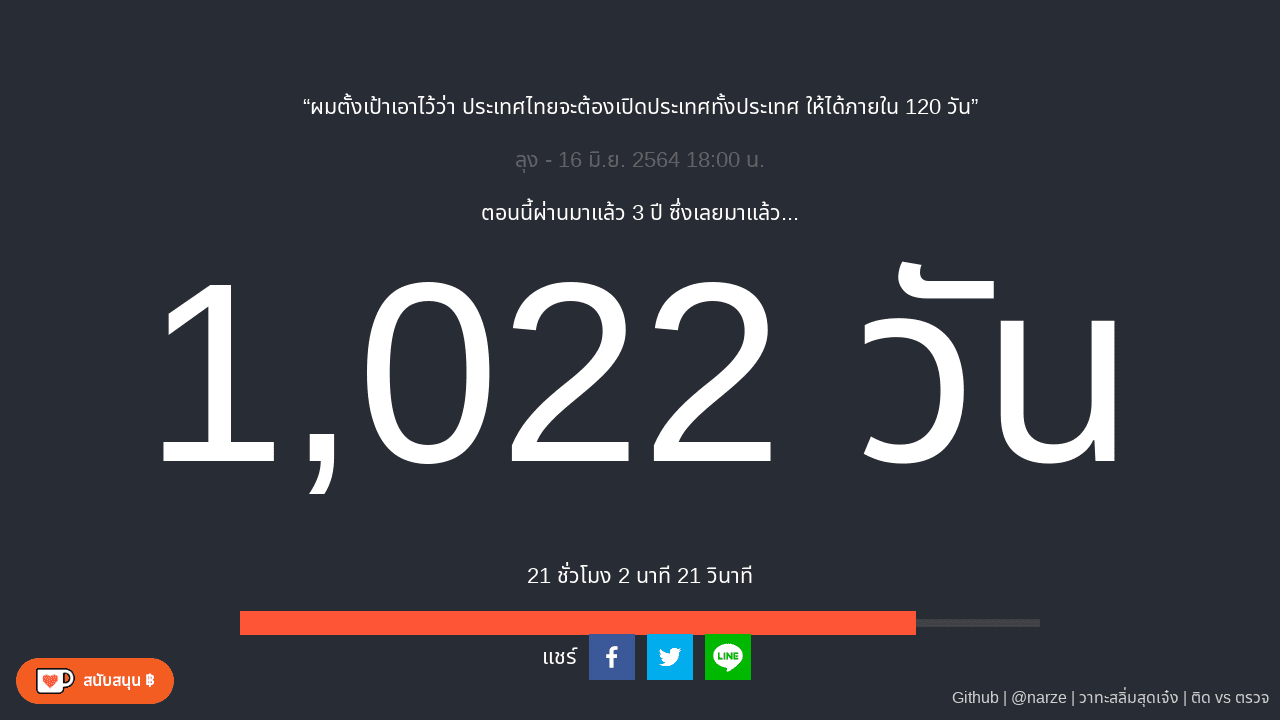 “ผมตั้งเป้าเอาไว้ว่า ประเทศไทยจะต้องเปิดประเทศทั้งประเทศ ให้ได้ภายใน 120 วัน”
ลุง - 16 มิ.ย. 2564 18:00 น.
ตอนนี้ผ่านมาแล้ว 3 ปี ซึ่งเลยมาแล้ว...
1,022 วัน
21 ชั่วโมง 2 นาที 21 วินาที
แชร์
LINE
สนับสนุน ฿
Github | @narze | วาทะสลิ่มสุดเจ๋ง | ติด vs ตรวจ